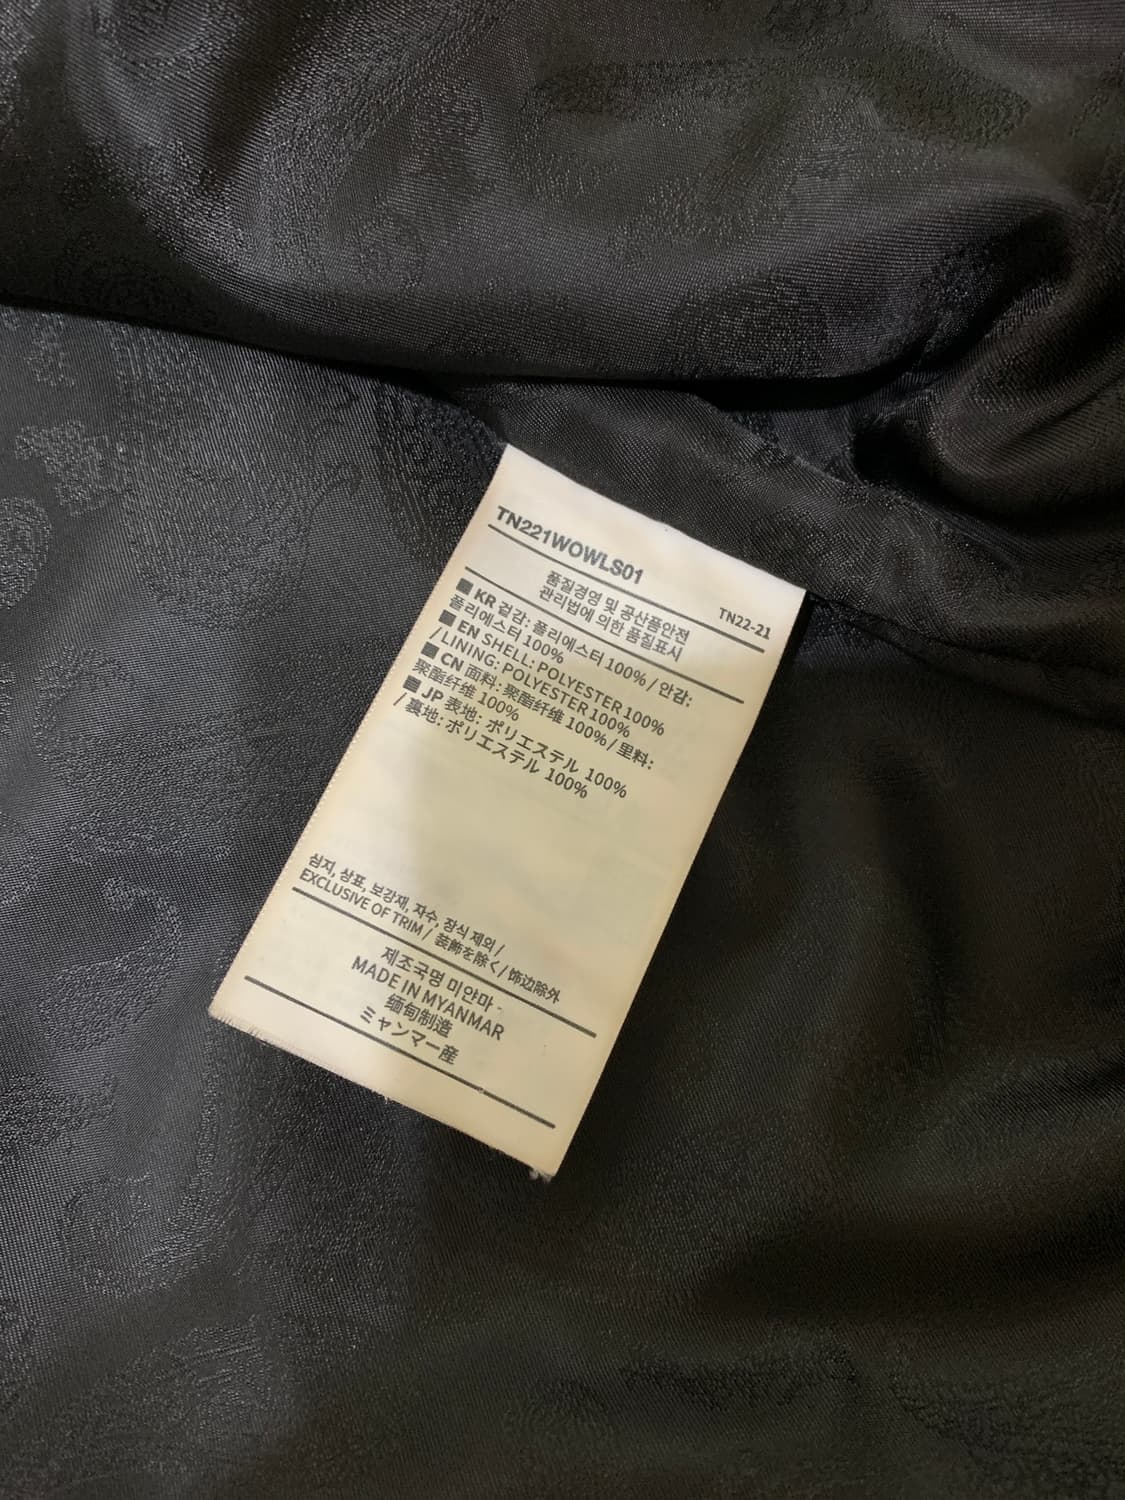 TN221WOWLS01
TN22-21
품질경영 및 공산품안전
관리법에 의한 품질표시
■ KR 겉감: 폴리에스터 100% / 안감:
폴리에스터 100%
■ EN SHELL: POLYESTER 100%
/LINING: POLYESTER 100%
■ CN 面料: 聚酯纤维 100% / 里料:
聚酯纤维 100%
■ JP 表地: ポリエステル 100%
/ 裏地: ポリエステル 100%
심지, 상표, 보강재, 자수, 장식 제외 /
EXCLUSIVE OF TRIM / 装飾を除く / 饰边除外
제조국명 미얀마
MADE IN MYANMAR
缅甸制造
ミャンマー産